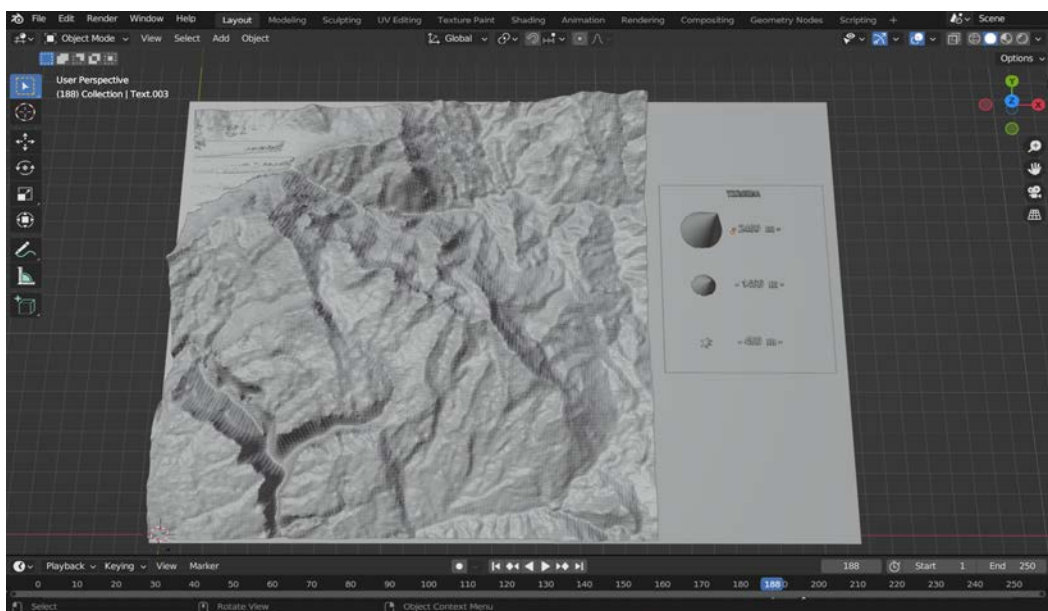 File Edit Render Window Help Layout Modeling Sculpting UV Editing Texture Paint Shading Animation Rendering Compositing Geometry Nodes Scripting + Scene
Object Mode View Select Add Object Global
Options
User Perspective
(188) Collection | Text.003
Y
Z
X
Playback Keying View Marker 188 Start 1 End 250
0 10 20 30 40 50 60 70 80 90 100 110 120 130 140 150 160 170 180 188 200 210 220 230 240 250
Select Rotate View Object Context Menu